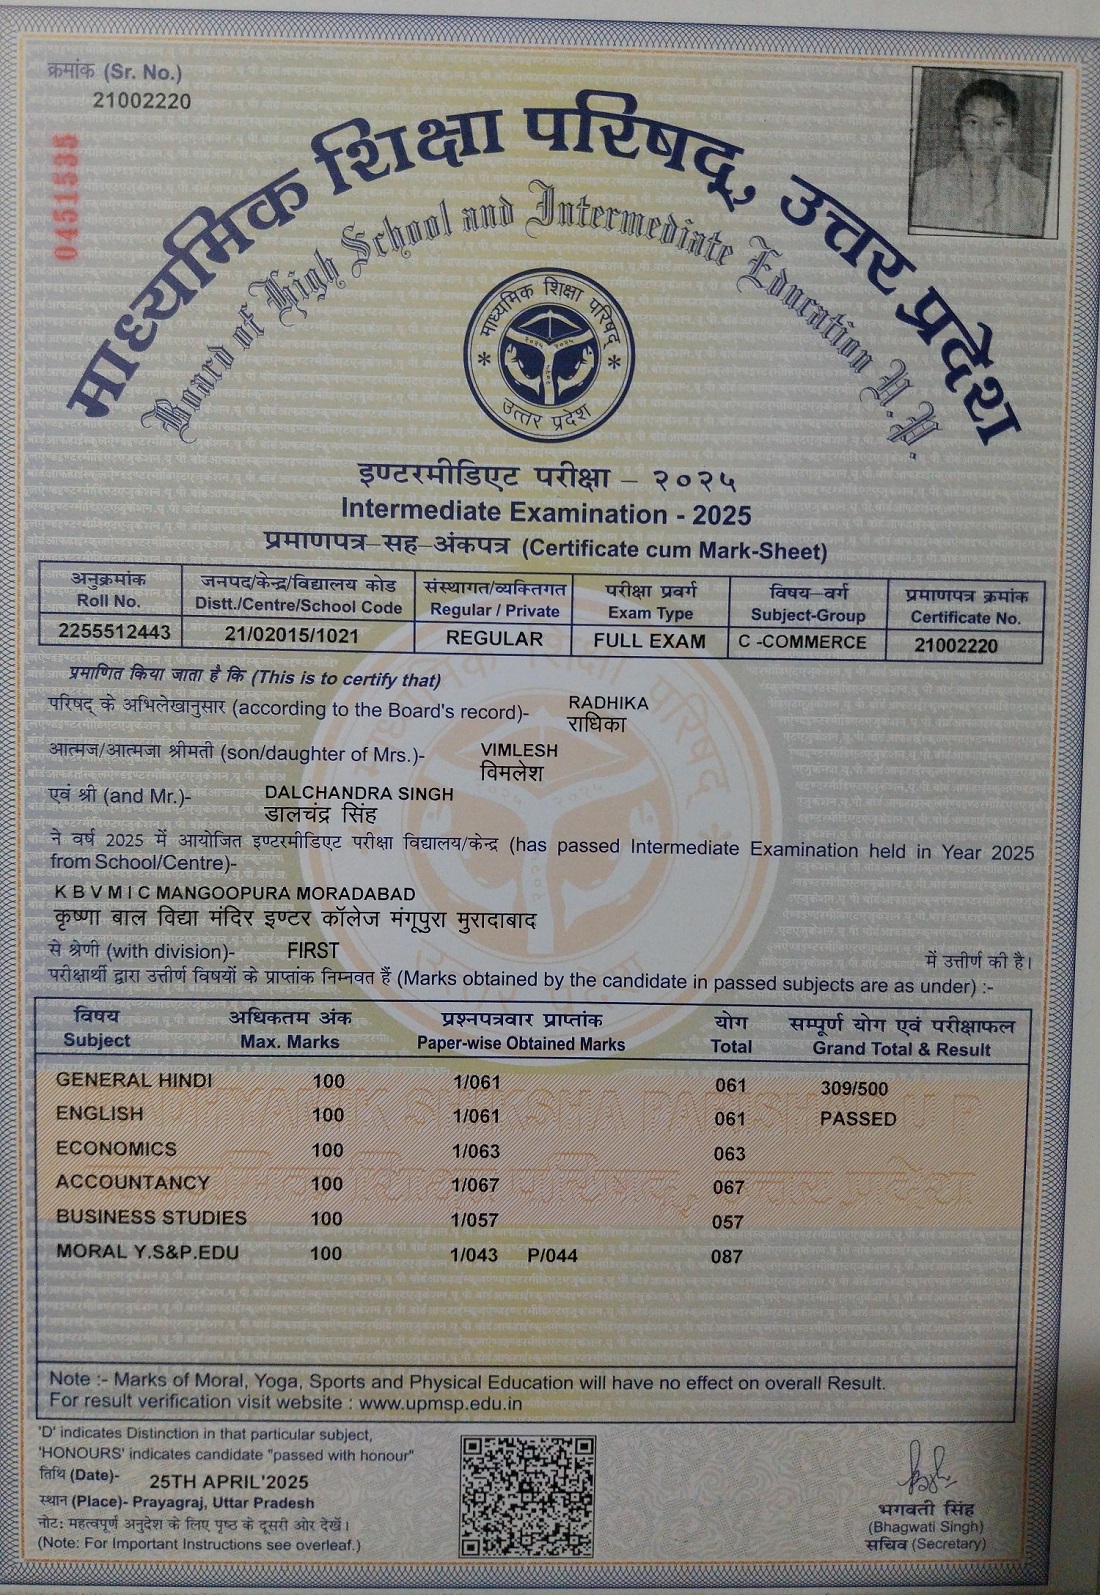 क्रमांक (Sr. No.)
21002220
0451535
माध्यमिक शिक्षा परिषद्, उत्तर प्रदेश
Board of High School and Intermediate Education U.P.
माध्यमिक शिक्षा परिषद्
उत्तर प्रदेश
इण्टरमीडिएट परीक्षा – २०२५
Intermediate Examination - 2025
प्रमाणपत्र–सह–अंकपत्र (Certificate cum Mark-Sheet)
अनुक्रमांक जनपद/केन्द्र/विद्यालय कोड संस्थागत/व्यक्तिगत परीक्षा प्रवर्ग विषय–वर्ग प्रमाणपत्र क्रमांक
Roll No. Distt./Centre/School Code Regular / Private Exam Type Subject-Group Certificate No.
2255512443 21/02015/1021 REGULAR FULL EXAM C -COMMERCE 21002220
प्रमाणित किया जाता है कि (This is to certify that)
परिषद् के अभिलेखानुसार (according to the Board's record)- RADHIKA
राधिका
आत्मज/आत्मजा श्रीमती (son/daughter of Mrs.)- VIMLESH
विमलेश
एवं श्री (and Mr.)- DALCHANDRA SINGH
डालचंद्र सिंह
ने वर्ष 2025 में आयोजित इण्टरमीडिएट परीक्षा विद्यालय/केन्द्र (has passed Intermediate Examination held in Year 2025
from School/Centre)-
K B V M I C MANGOOPURA MORADABAD
कृष्णा बाल विद्या मंदिर इण्टर कॉलेज मंगूपुरा मुरादाबाद
से श्रेणी (with division)- FIRST में उत्तीर्ण की है।
परीक्षार्थी द्वारा उत्तीर्ण विषयों के प्राप्तांक निम्नवत हैं (Marks obtained by the candidate in passed subjects are as under) :-
विषय अधिकतम अंक प्रश्नपत्रवार प्राप्तांक योग सम्पूर्ण योग एवं परीक्षाफल
Subject Max. Marks Paper-wise Obtained Marks Total Grand Total & Result
GENERAL HINDI 100 1/061 061 309/500
ENGLISH 100 1/061 061 PASSED
ECONOMICS 100 1/063 063
ACCOUNTANCY 100 1/067 067
BUSINESS STUDIES 100 1/057 057
MORAL Y.S&P.EDU 100 1/043 P/044 087
Note :- Marks of Moral, Yoga, Sports and Physical Education will have no effect on overall Result.
For result verification visit website : www.upmsp.edu.in
'D' indicates Distinction in that particular subject,
'HONOURS' indicates candidate "passed with honour"
तिथि (Date)- 25TH APRIL'2025
स्थान (Place)- Prayagraj, Uttar Pradesh
नोट: महत्वपूर्ण अनुदेश के लिए पृष्ठ के दूसरी ओर देखें।
(Note: For Important Instructions see overleaf.)
भगवती सिंह
(Bhagwati Singh)
सचिव (Secretary)